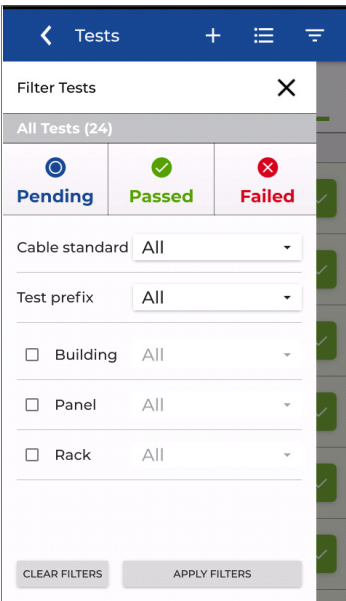 Tests
Filter Tests
All Tests (24)
Pending Passed Failed
Cable standard All
Test prefix All
Building All
Panel All
Rack All
CLEAR FILTERS APPLY FILTERS